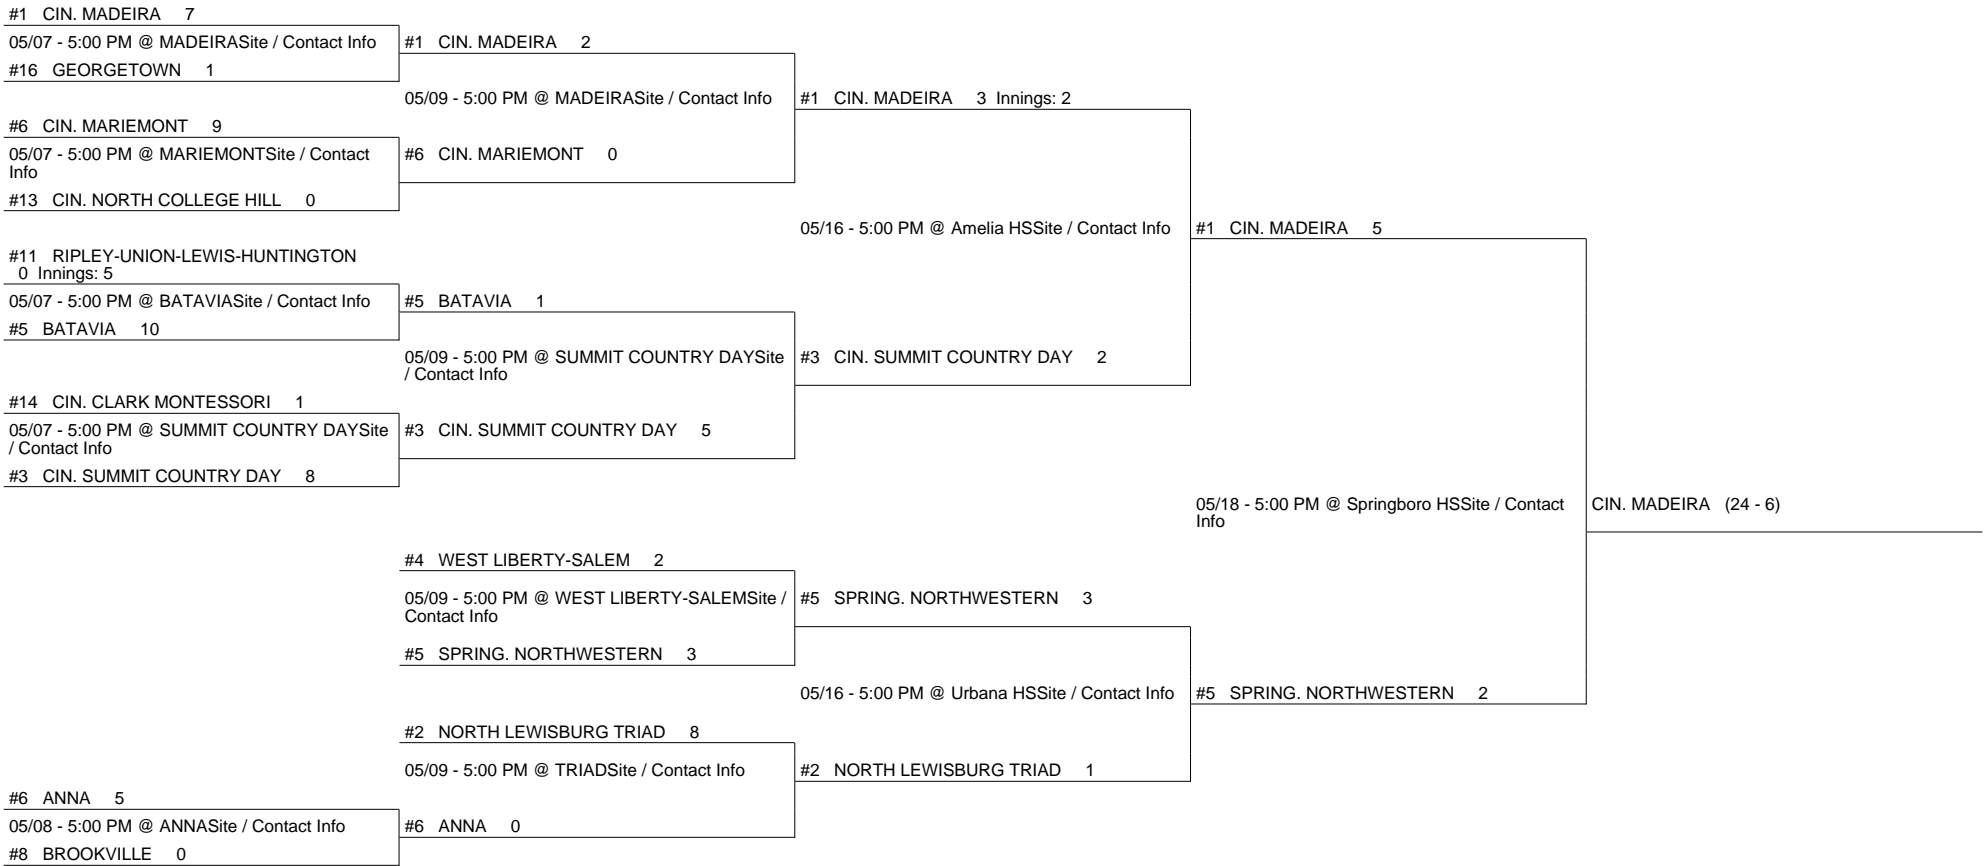 #1 CIN. MADEIRA 7
05/07 - 5:00 PM @ MADEIRASite / Contact Info
#16 GEORGETOWN 1
#6 CIN. MARIEMONT 9
05/07 - 5:00 PM @ MARIEMONTSite / Contact
Info
#13 CIN. NORTH COLLEGE HILL 0
#11 RIPLEY-UNION-LEWIS-HUNTINGTON
0 Innings: 5
05/07 - 5:00 PM @ BATAVIASite / Contact Info
#5 BATAVIA 10
#14 CIN. CLARK MONTESSORI 1
05/07 - 5:00 PM @ SUMMIT COUNTRY DAYSite
/ Contact Info
#3 CIN. SUMMIT COUNTRY DAY 8
#6 ANNA 5
05/08 - 5:00 PM @ ANNASite / Contact Info
#8 BROOKVILLE 0
#1 CIN. MADEIRA 2
05/09 - 5:00 PM @ MADEIRASite / Contact Info
#6 CIN. MARIEMONT 0
#5 BATAVIA 1
05/09 - 5:00 PM @ SUMMIT COUNTRY DAYSite
/ Contact Info
#3 CIN. SUMMIT COUNTRY DAY 5
#4 WEST LIBERTY-SALEM 2
05/09 - 5:00 PM @ WEST LIBERTY-SALEMSite /
Contact Info
#5 SPRING. NORTHWESTERN 3
#2 NORTH LEWISBURG TRIAD 8
05/09 - 5:00 PM @ TRIADSite / Contact Info
#6 ANNA 0
#1 CIN. MADEIRA 3 Innings: 2
05/16 - 5:00 PM @ Amelia HSSite / Contact Info
#3 CIN. SUMMIT COUNTRY DAY 2
#5 SPRING. NORTHWESTERN 3
05/16 - 5:00 PM @ Urbana HSSite / Contact Info
#2 NORTH LEWISBURG TRIAD 1
#1 CIN. MADEIRA 5
05/18 - 5:00 PM @ Springboro HSSite / Contact
Info
#5 SPRING. NORTHWESTERN 2
CIN. MADEIRA (24 - 6)